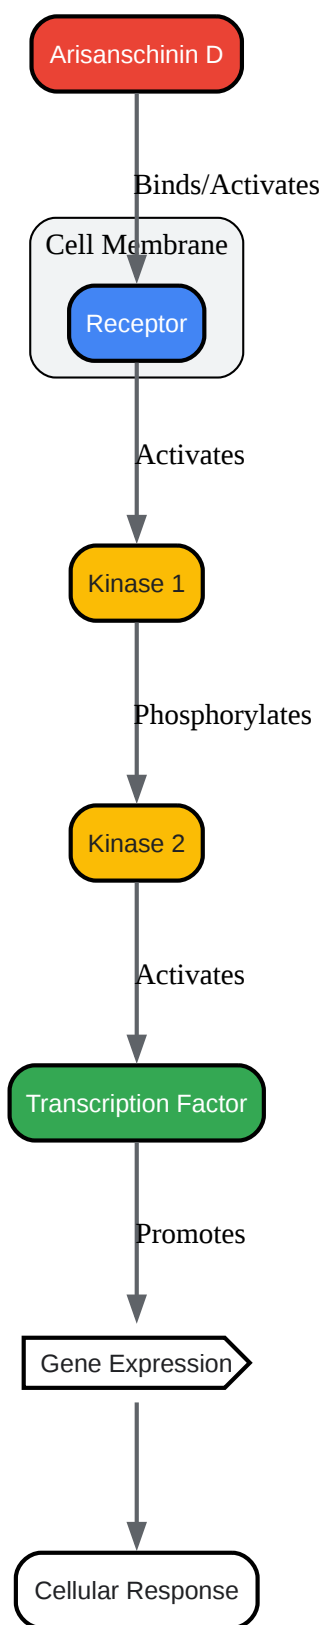 Arisanschinin D
Binds/Activates
Cell Membrane
Receptor
Activates
Kinase 1
Phosphorylates
Kinase 2
Activates
Transcription Factor
Promotes
Gene Expression
Cellular Response